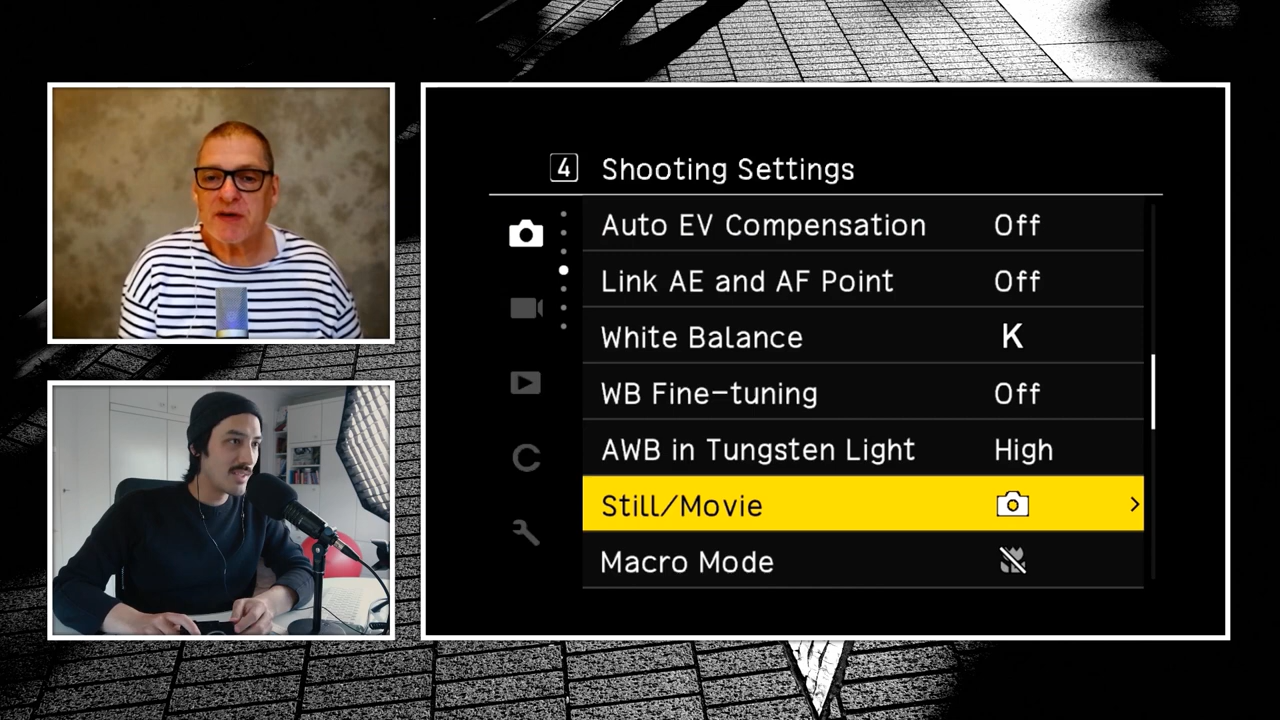 4 Shooting Settings
Auto EV Compensation Off
Link AE and AF Point Off
White Balance K
WB Fine-tuning Off
AWB in Tungsten Light High
Still/Movie
Macro Mode
C